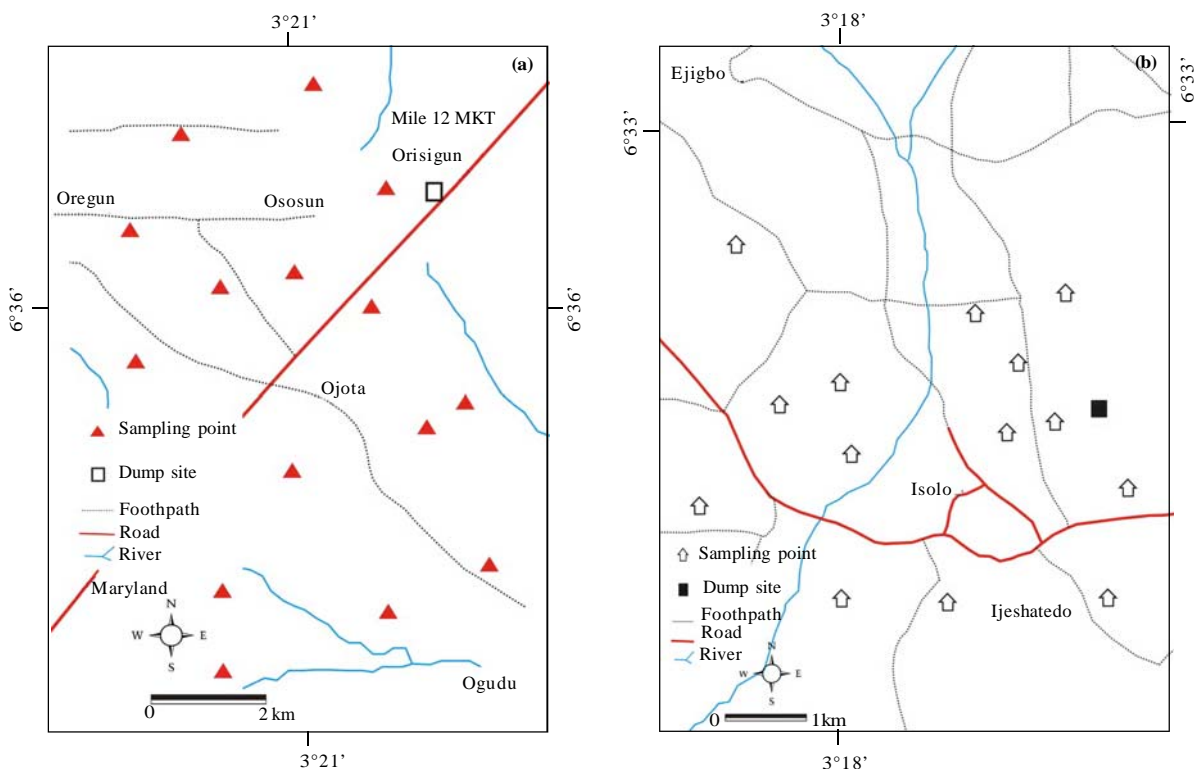 3°21’
(a)
Mile 12 MKT
Orisigun
Oregun
Ososun
6°36’
6°36’
Ojota
Sampling point
Dump site
Foothpath
Road
River
Maryland
N
W
E
S
Ogudu
0
2 km
3°21’
3°18’
(b)
Ejigbo
6°33’
6°33’
Isolo
Sampling point
Dump site
Foothpath
Road
River
Ijeshatedo
N
W
E
S
0
1km
3°18’